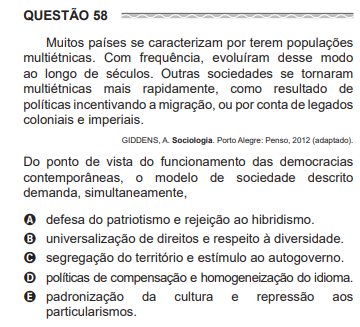 QUESTÃO 58
Muitos países se caracterizam por terem populações
multiétnicas. Com frequência, evoluíram desse modo
ao longo de séculos. Outras sociedades se tornaram
multiétnicas mais rapidamente, como resultado de
políticas incentivando a migração, ou por conta de legados
coloniais e imperiais.
GIDDENS, A. Sociologia. Porto Alegre: Penso, 2012 (adaptado).
Do ponto de vista do funcionamento das democracias
contemporâneas, o modelo de sociedade descrito
demanda, simultaneamente,
A defesa do patriotismo e rejeição ao hibridismo.
B universalização de direitos e respeito à diversidade.
C segregação do território e estímulo ao autogoverno.
D políticas de compensação e homogeneização do idioma.
E padronização da cultura e repressão aos
particularismos.